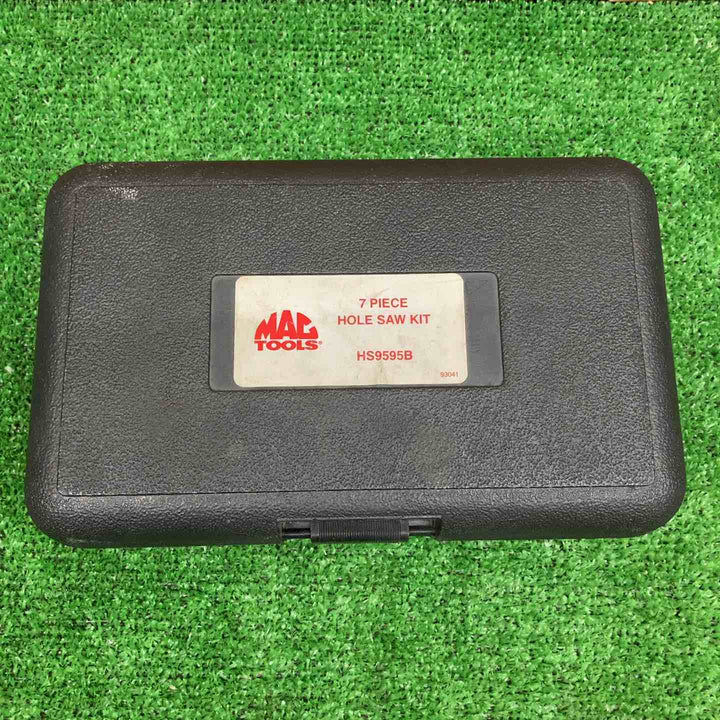 MAC
TOOLS®
7 PIECE
HOLE SAW KIT
HS9595B
93041